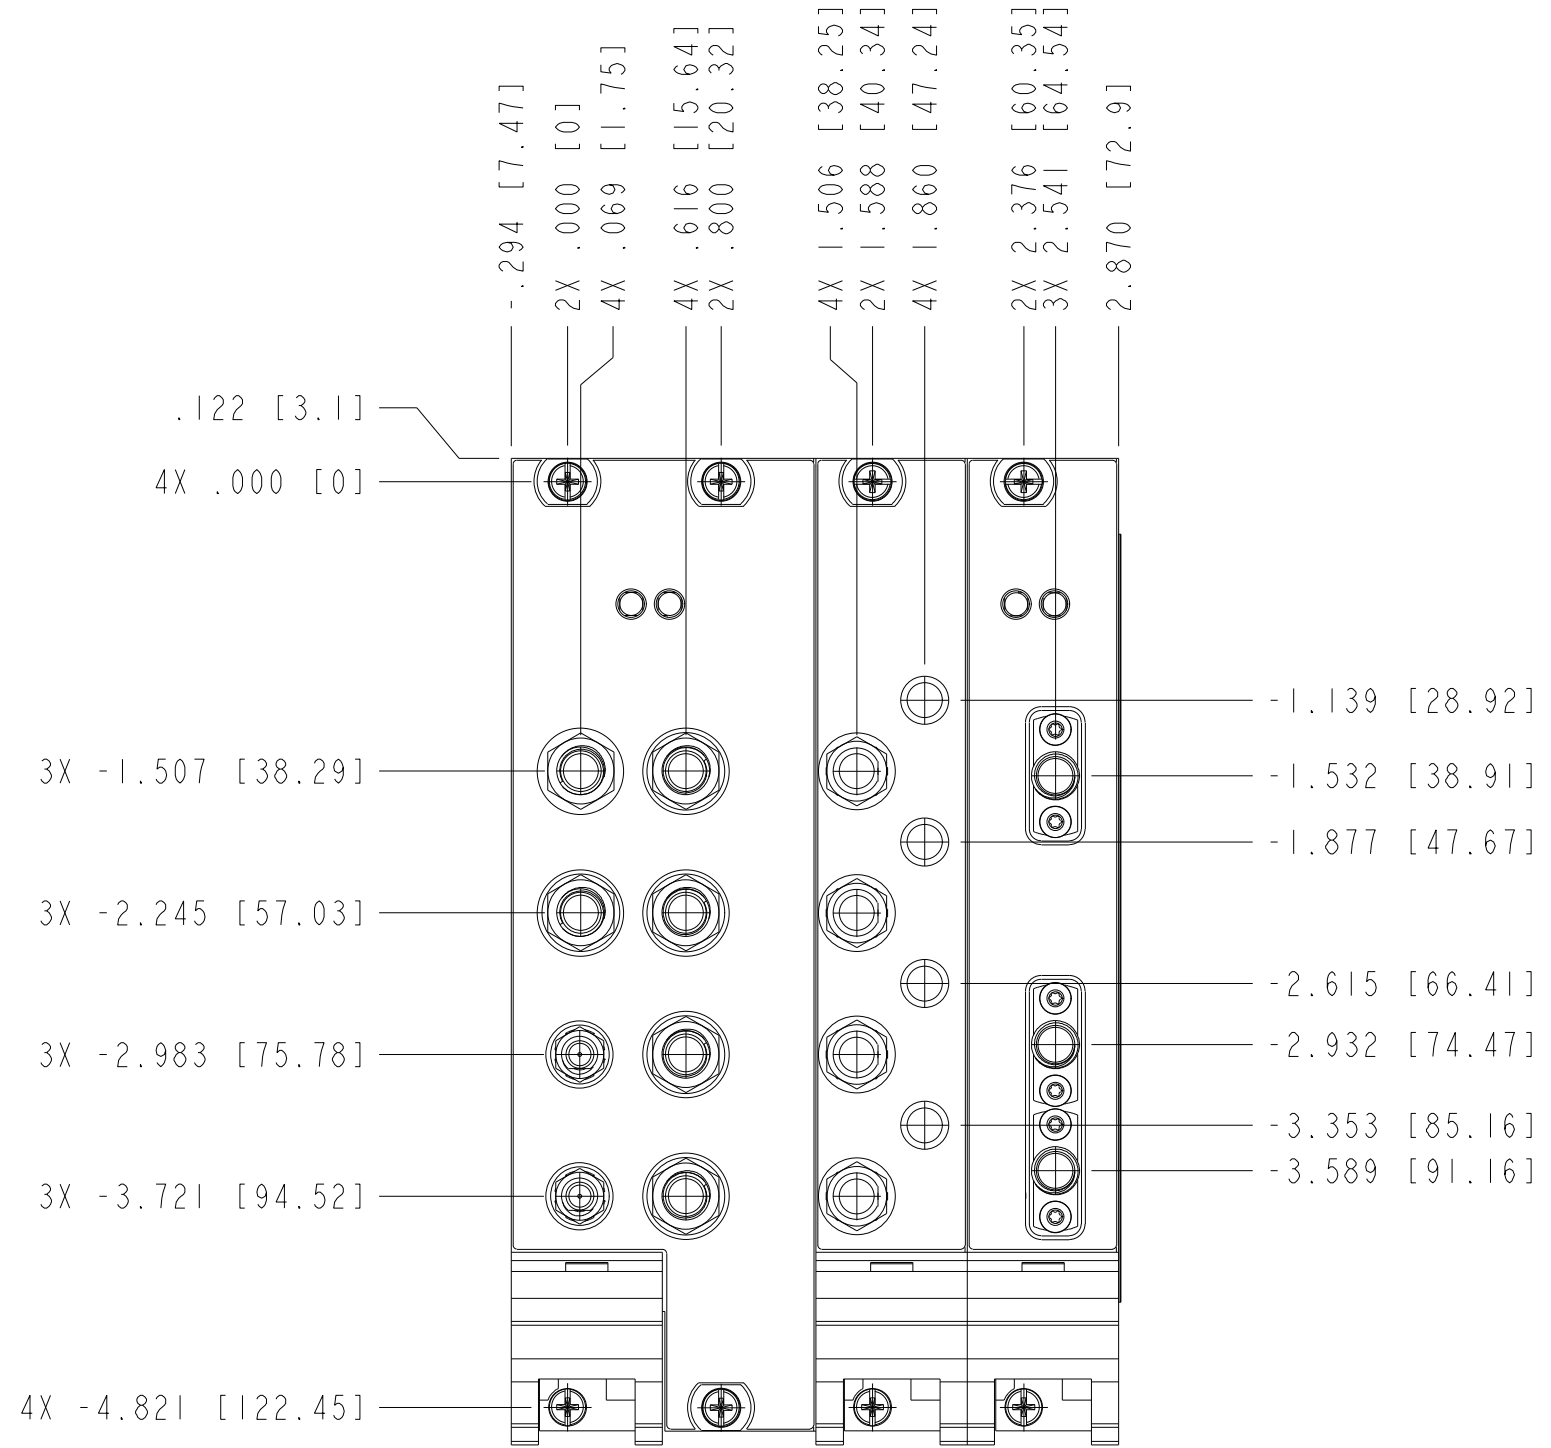 -.294 [7.47]
2X .000 [0]
4X .069 [1.75]
4X .616 [15.64]
2X .800 [20.32]
4X 1.506 [38.25]
2X 1.588 [40.34]
4X 1.860 [47.24]
2X 2.376 [60.35]
3X 2.541 [64.54]
2.870 [72.9]
.122 [3.1]
4X .000 [0]
-1.139 [28.92]
3X -1.507 [38.29]
-1.532 [38.91]
-1.877 [47.67]
3X -2.245 [57.03]
-2.615 [66.41]
-2.932 [74.47]
3X -2.983 [75.78]
-3.353 [85.16]
-3.589 [91.16]
3X -3.721 [94.52]
4X -4.821 [122.45]